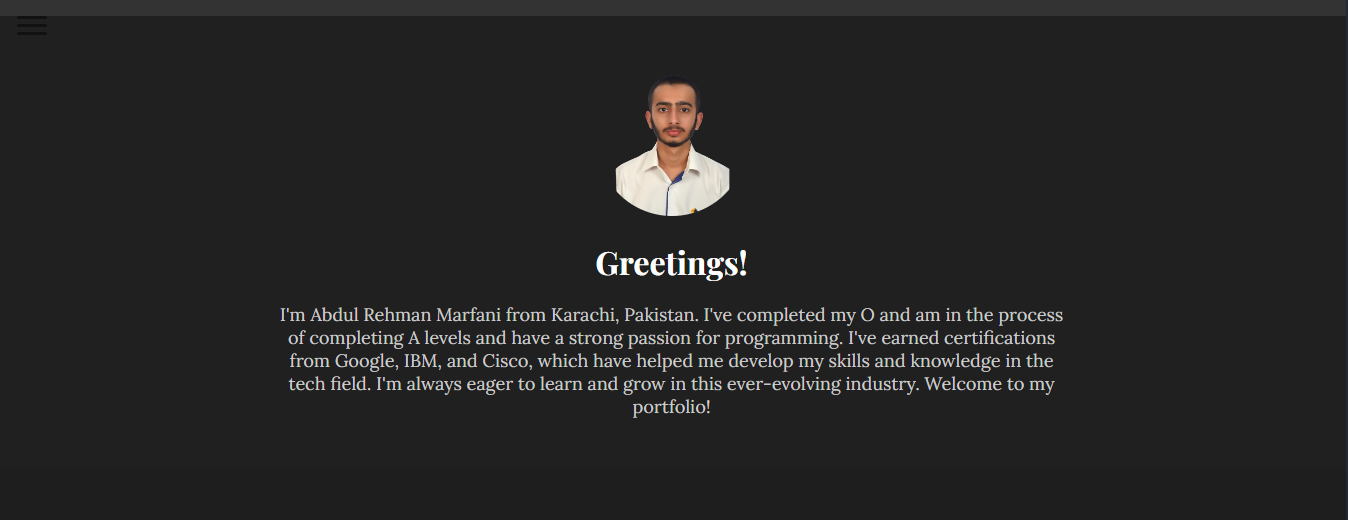 Greetings!
I'm Abdul Rehman Marfani from Karachi, Pakistan. I've completed my O and am in the process
of completing A levels and have a strong passion for programming. I've earned certifications
from Google, IBM, and Cisco, which have helped me develop my skills and knowledge in the
tech field. I'm always eager to learn and grow in this ever-evolving industry. Welcome to my
portfolio!